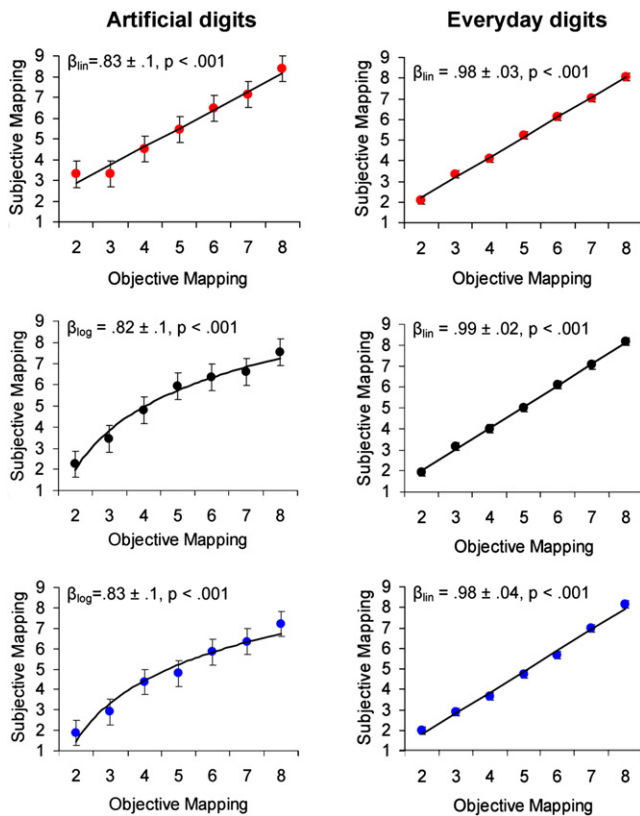 Artificial digits
Everyday digits
βlin=.83 ± .1, p < .001
Subjective Mapping
9
8
7
6
5
4
3
2
1
2 3 4 5 6 7 8
Objective Mapping
βlin = .98 ± .03, p < .001
Subjective Mapping
9
8
7
6
5
4
3
2
1
2 3 4 5 6 7 8
Objective Mapping
βlog = .82 ± .1, p < .001
Subjective Mapping
9
8
7
6
5
4
3
2
1
2 3 4 5 6 7 8
Objective Mapping
βlin = .99 ± .02, p < .001
Subjective Mapping
9
8
7
6
5
4
3
2
1
2 3 4 5 6 7 8
Objective Mapping
βlog=.83 ± .1, p < .001
Subjective Mapping
9
8
7
6
5
4
3
2
1
2 3 4 5 6 7 8
Objective Mapping
βlin = .98 ± .04, p < .001
Subjective Mapping
9
8
7
6
5
4
3
2
1
2 3 4 5 6 7 8
Objective Mapping